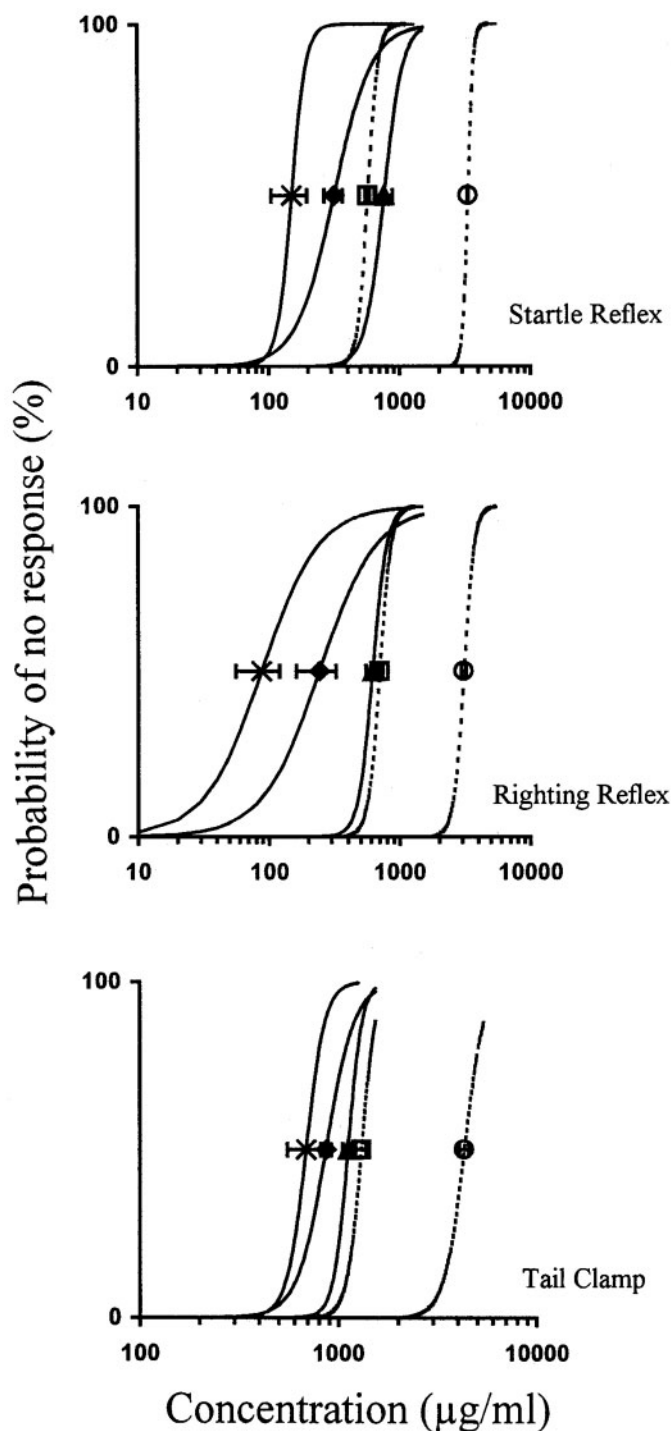 Probability of no response (%)
100
0
10 100 1000 10000
Startle Reflex
100
0
10 100 1000 10000
Righting Reflex
100
0
100 1000 10000
Tail Clamp
Concentration (µg/ml)